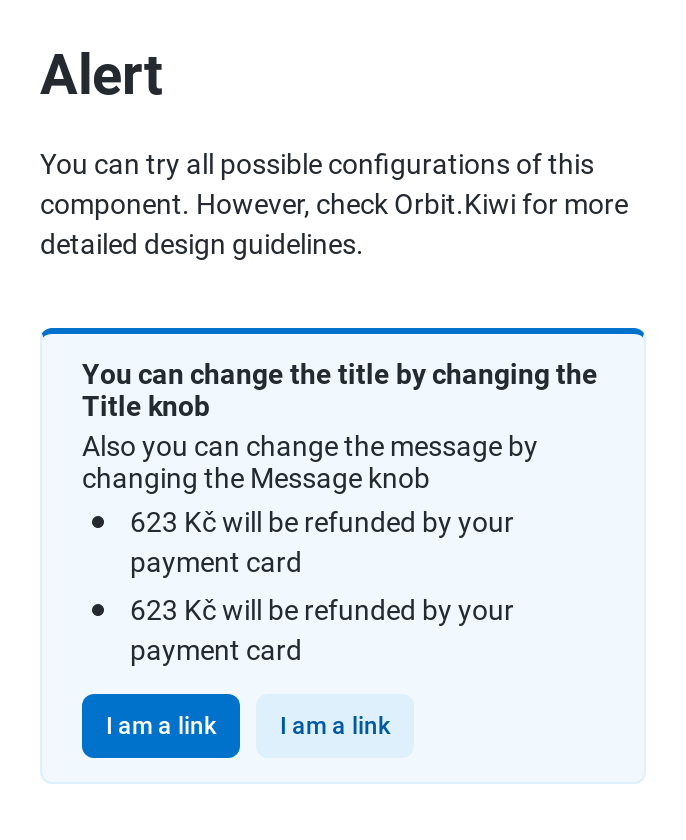 Alert
You can try all possible configurations of this
component. However, check Orbit.Kiwi for more
detailed design guidelines.
You can change the title by changing the
Title knob
Also you can change the message by
changing the Message knob
623 Kč will be refunded by your
payment card
623 Kč will be refunded by your
payment card
I am a link
I am a link